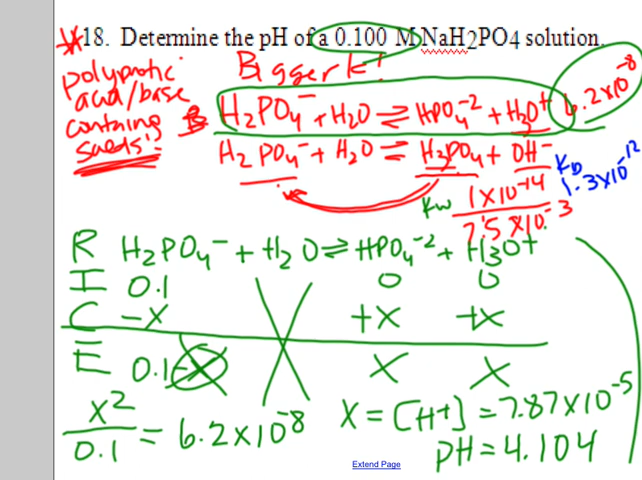 18. Determine the pH of a 0.100 M NaH2PO4 solution.
Bigger k!
polyprotic
acid/base
containing
salts!
H₂PO₄⁻ + H₂O ⇌ HPO₄⁻² + H₃O⁺ 6.2x10⁻⁸
H₂PO₄⁻ + H₂O ⇌ H₃PO₄ + OH⁻
Kb
1.3x10⁻¹²
Kw 1x10⁻¹⁴
7.5x10⁻³
R H₂PO₄⁻ + H₂O ⇌ HPO₄⁻² + H₃O⁺
I 0.1 0 0
C -x +x +x
E 0.1-x x x
x²/0.1 = 6.2x10⁻⁸ x = [H+] = 7.87x10⁻⁵
pH = 4.104
Extend Page